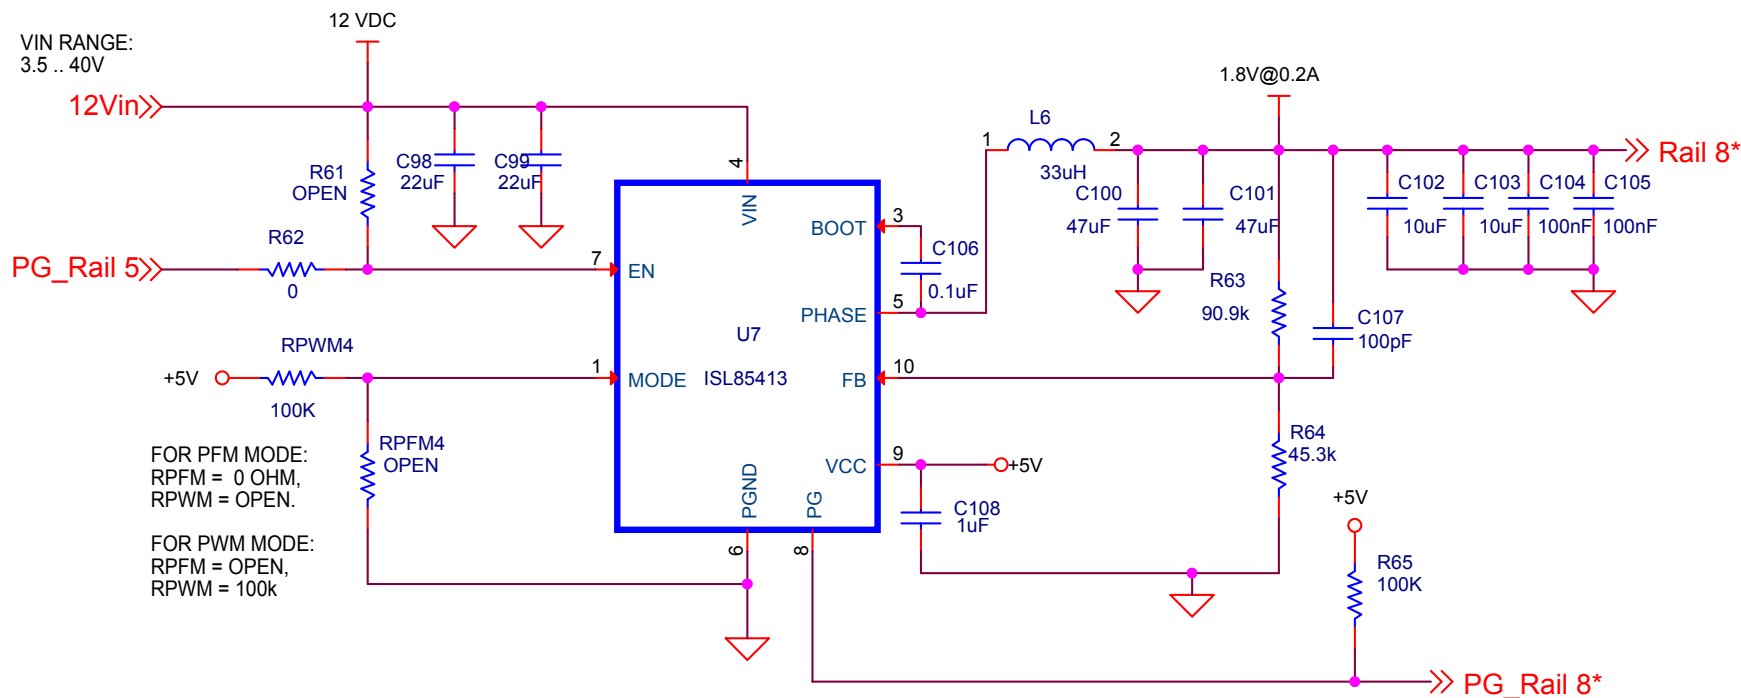 12 VDC
VIN RANGE:
3.5 .. 40V
12Vin
1.8V@0.2A
L6
1
2
33uH
Rail 8*
R61
OPEN
C98
22uF
C99
22uF
4
VIN
C100
47uF
C101
47uF
C102
10uF
C103
10uF
C104
100nF
C105
100nF
BOOT
3
C106
0.1uF
R62
0
PG_Rail 5
7
EN
PHASE
5
R63
90.9k
C107
100pF
U7
ISL85413
RPWM4
+5V
100K
1
MODE
FB
10
RPFM4
OPEN
R64
45.3k
FOR PFM MODE:
RPFM = 0 OHM,
RPWM = OPEN.
VCC
9
+5V
PGND
PG
C108
1uF
+5V
FOR PWM MODE:
RPFM = OPEN,
RPWM = 100k
6
8
R65
100K
PG_Rail 8*